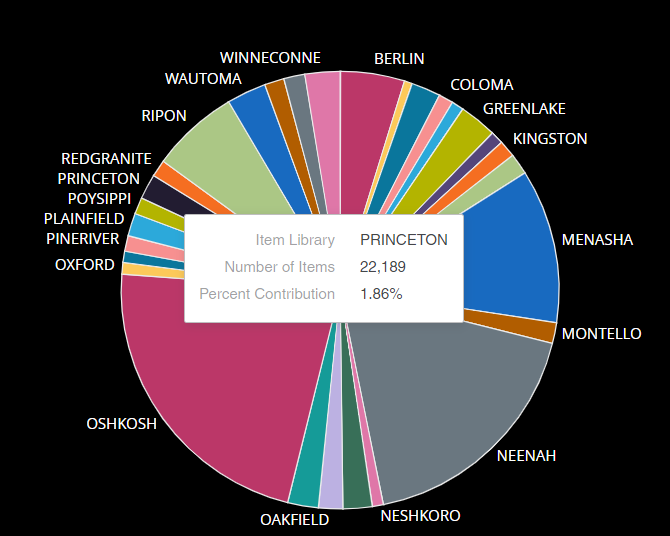 WINNECONNE
BERLIN
WAUTOMA
COLOMA
GREENLAKE
RIPON
KINGSTON
REDGRANITE
PRINCETON
POYSIPPI
PLAINFIELD
PINERIVER
OXFORD
Item Library PRINCETON
Number of Items 22,189
Percent Contribution 1.86%
MENASHA
MONTELLO
OSHKOSH
NEENAH
OAKFIELD
NESHKORO